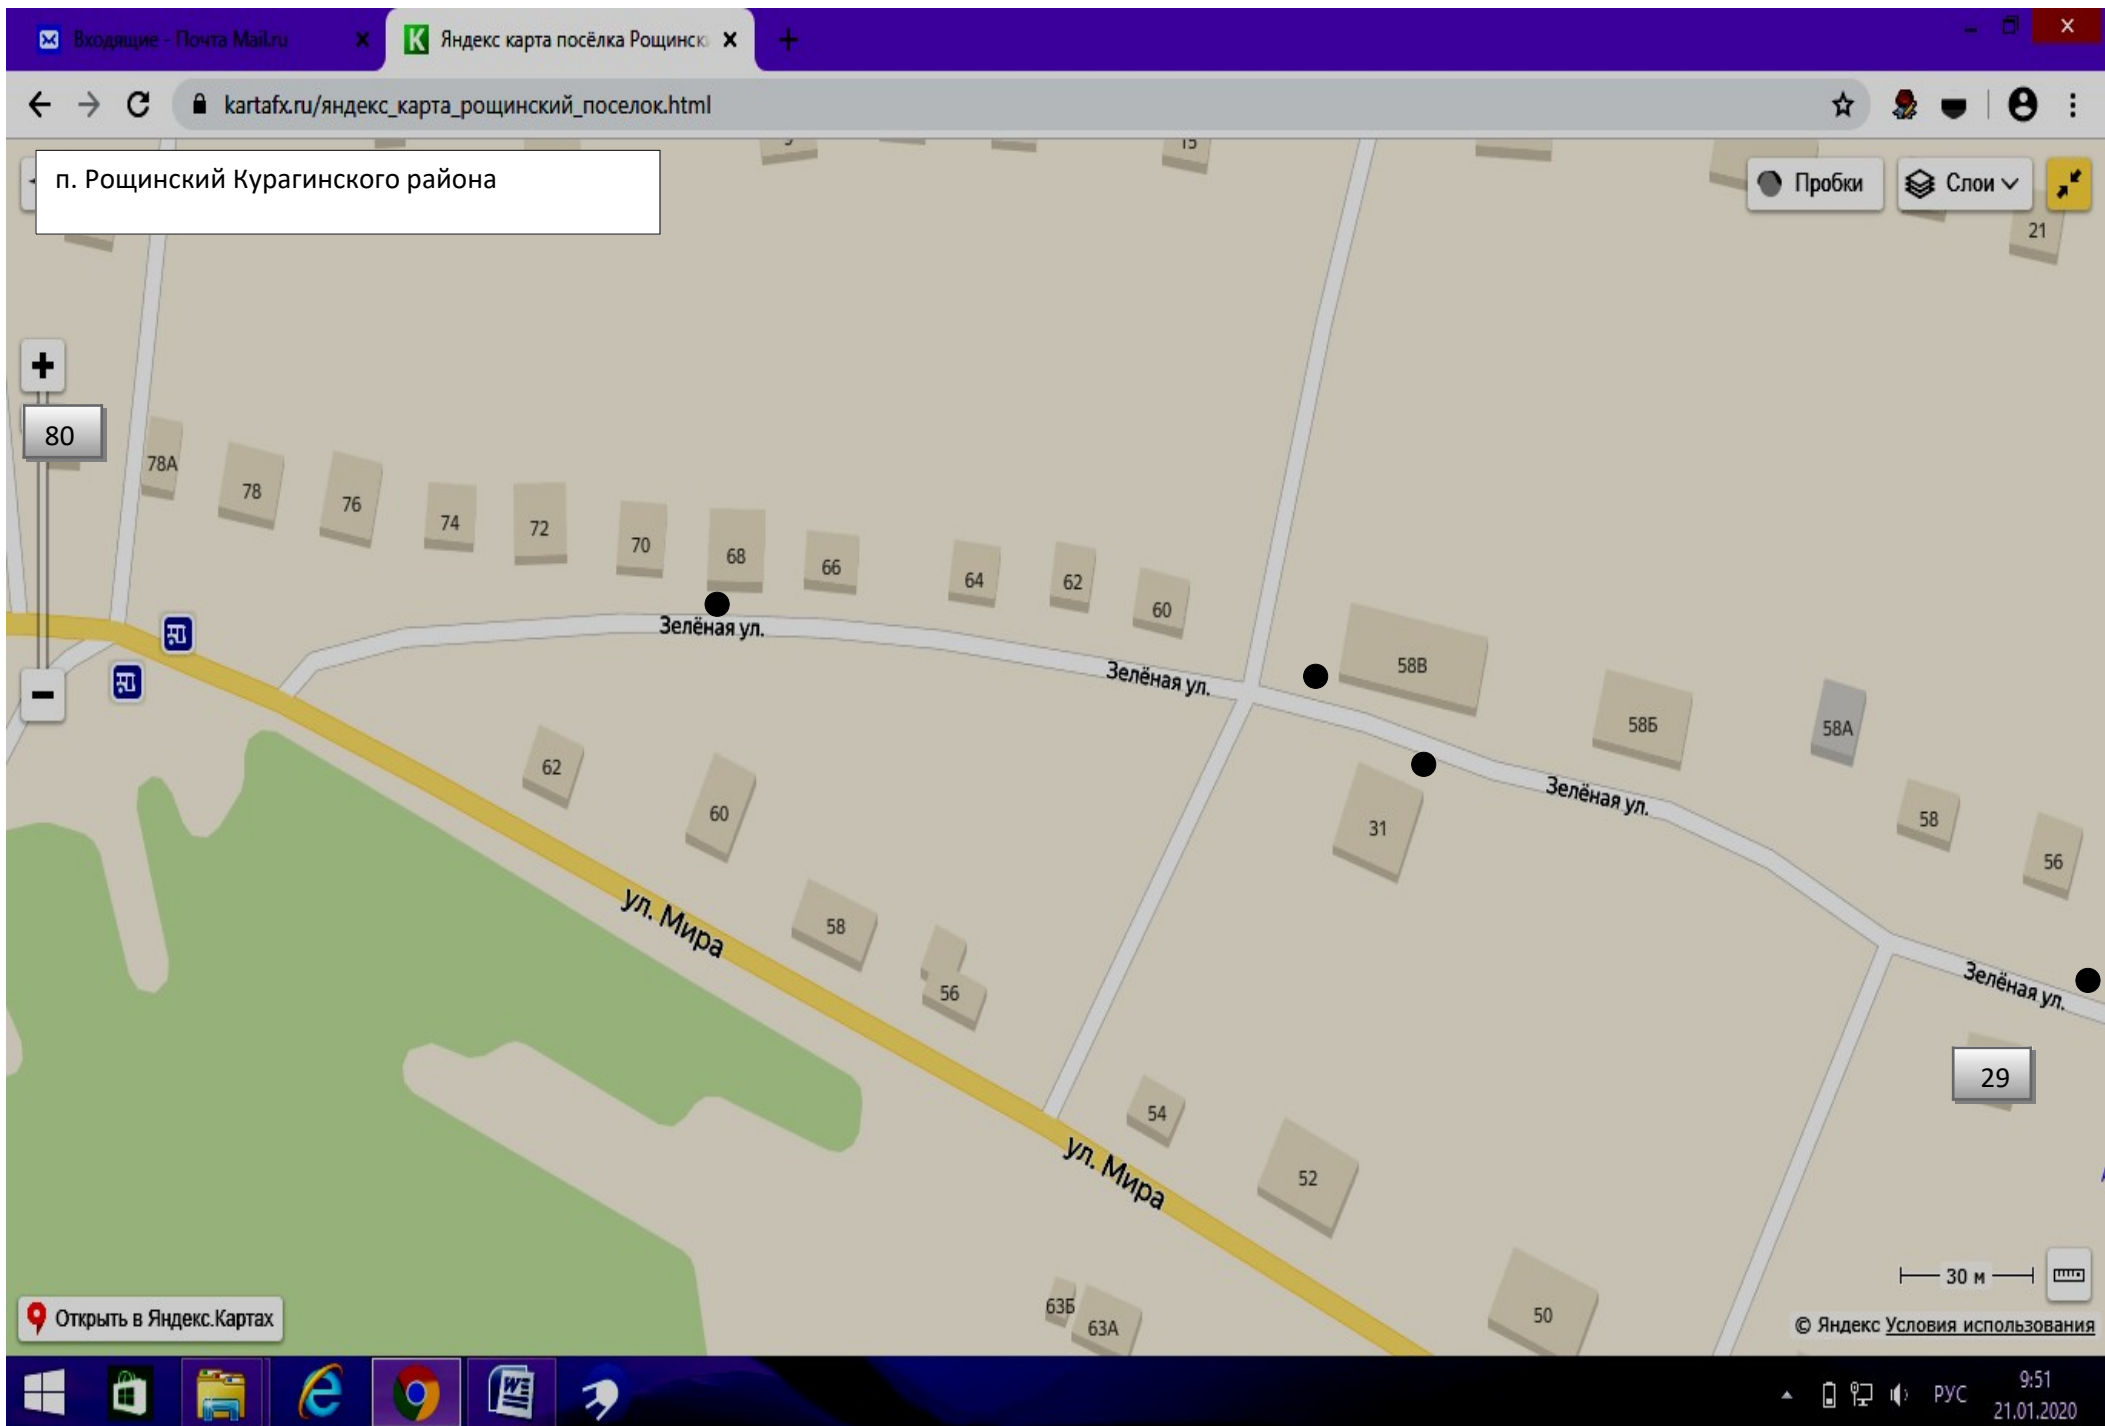 Входящие - Почта Mail.ru
Яндекс карта посёлка Рощинск
kartafx.ru/яндекс_карта_рощинский_поселок.html
п. Рощинский Курагинского района
15
Пробки
Слои
21
80
78А
78
76
74
72
70
68
66
64
62
60
Зелёная ул.
Зелёная ул.
58В
58Б
58А
58
56
62
60
31
Зелёная ул.
58
ул. Мира
56
Зелёная ул.
29
54
ул. Мира
52
30 м
63Б
63А
50
Открыть в Яндекс.Картах
© Яндекс Условия использования
РУС
9:51
21.01.2020